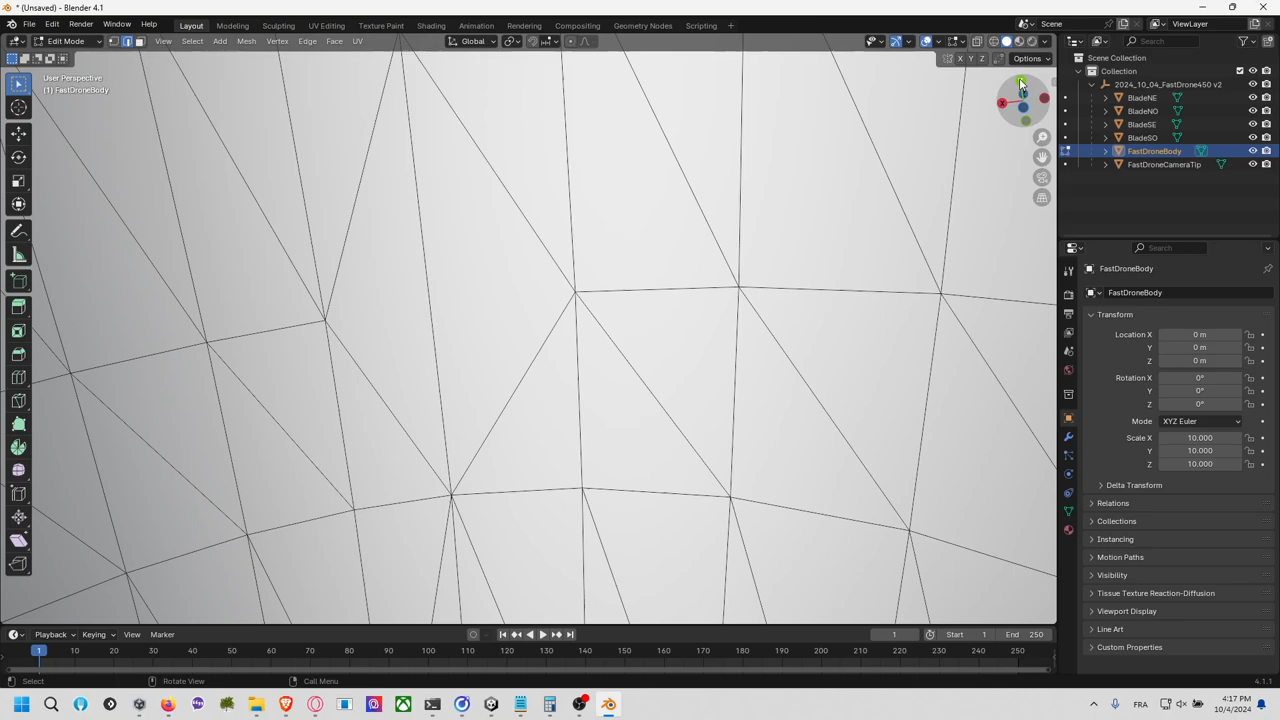 * (Unsaved) - Blender 4.1
File Edit Render Window Help Layout Modeling Sculpting UV Editing Texture Paint Shading Animation Rendering Compositing Geometry Nodes Scripting + Scene ViewLayer
Edit Mode View Select Add Mesh Vertex Edge Face UV Global Search
X Y Z Options
User Perspective
(1) FastDroneBody
X
Scene Collection
Collection
2024_10_04_FastDrone450 v2
BladeNE
BladeNO
BladeSE
BladeSO
FastDroneBody
FastDroneCameraTip
Search
FastDroneBody
FastDroneBody
Transform
Location X 0 m
Y 0 m
Z 0 m
Rotation X 0°
Y 0°
Z 0°
Mode XYZ Euler
Scale X 10.000
Y 10.000
Z 10.000
Delta Transform
Relations
Collections
Instancing
Motion Paths
Visibility
Tissue Texture Reaction-Diffusion
Viewport Display
Line Art
Custom Properties
Playback Keying View Marker 1 Start 1 End 250
1 10 20 30 40 50 60 70 80 90 100 110 120 130 140 150 160 170 180 190 200 210 220 230 240 250
Select Rotate View Call Menu 4.1.1
FRA 4:17 PM
10/4/2024